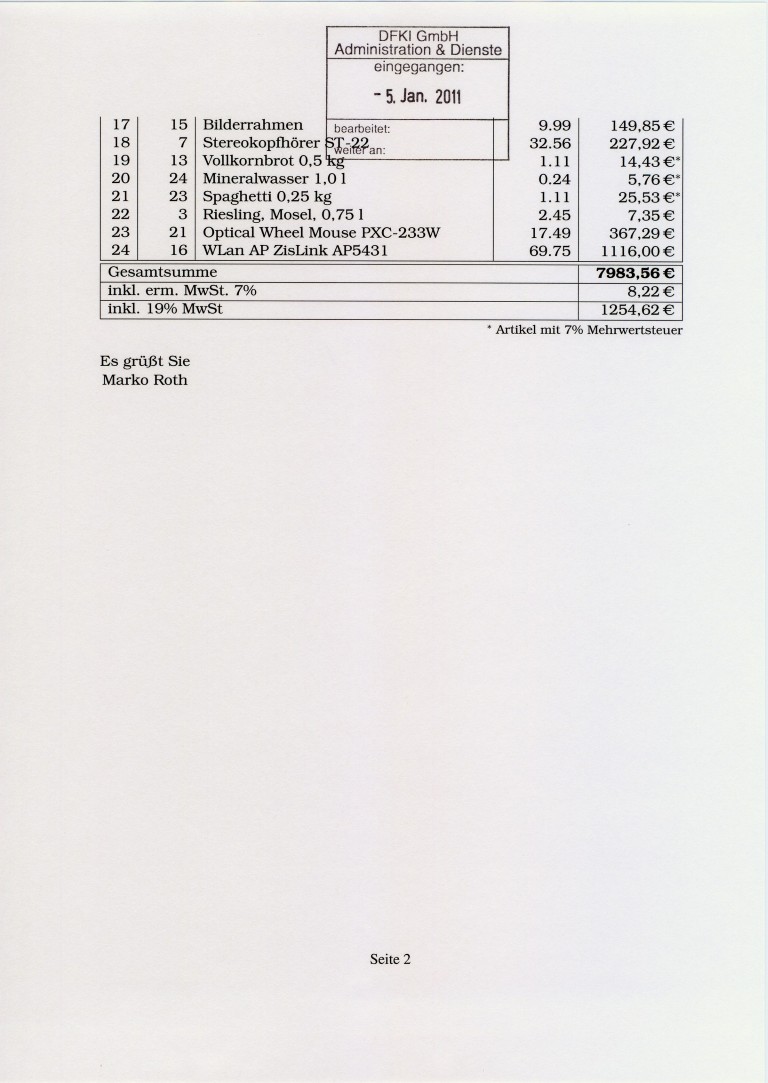 DFKI GmbH
Administration & Dienste
eingegangen:
- 5. Jan. 2011
bearbeitet:
weiter an:
17 15 Bilderrahmen 9.99 149,85 €
18 7 Stereokopfhörer ST-22 32.56 227,92 €
19 13 Vollkornbrot 0,5 kg 1.11 14,43 €*
20 24 Mineralwasser 1,0 l 0.24 5,76 €*
21 23 Spaghetti 0,25 kg 1.11 25,53 €*
22 3 Riesling, Mosel, 0,75 l 2.45 7,35 €
23 21 Optical Wheel Mouse PXC-233W 17.49 367,29 €
24 16 WLan AP ZisLink AP5431 69.75 1116,00 €
Gesamtsumme 7983,56 €
inkl. erm. MwSt. 7% 8,22 €
inkl. 19% MwSt 1254,62 €
* Artikel mit 7% Mehrwertsteuer
Es grüßt Sie
Marko Roth
Seite 2